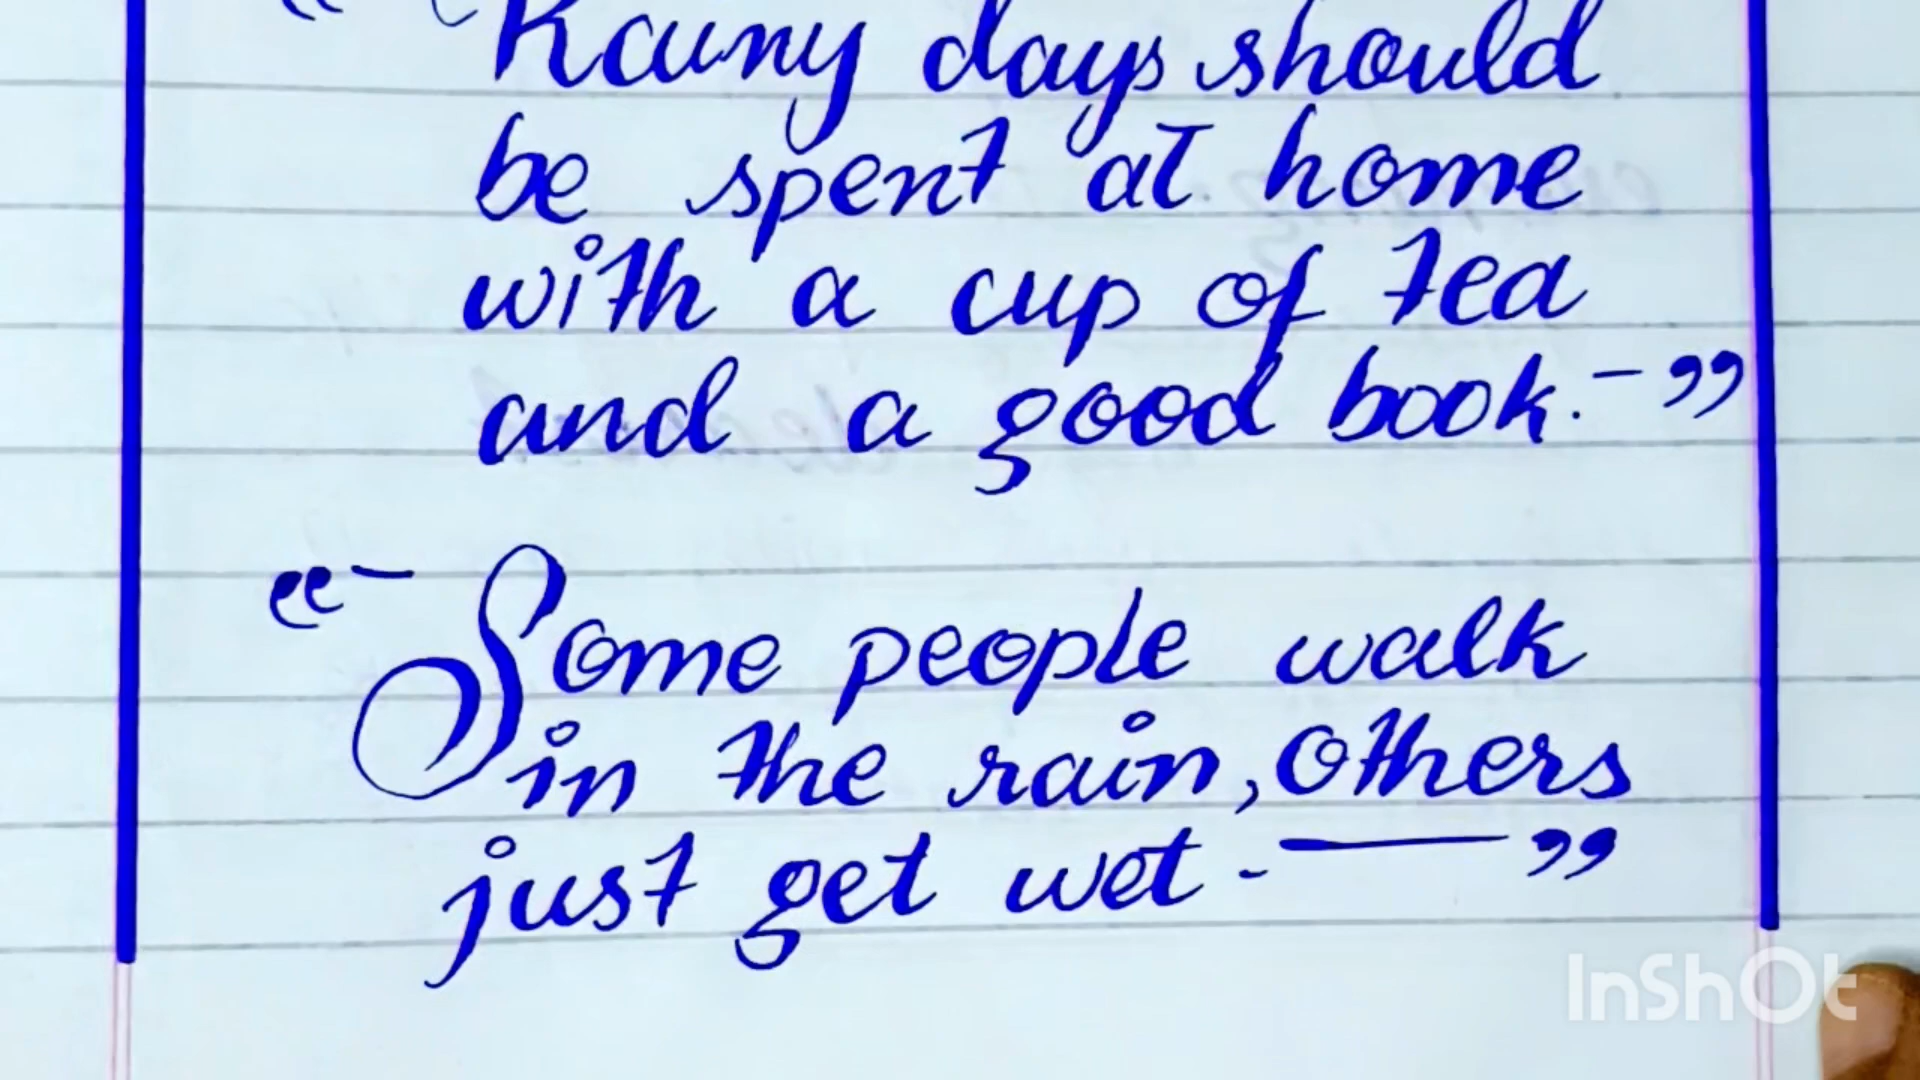 “ Rainy days should
be spent at home
with a cup of tea
and a good book. - ”
“ - Some people walk
in the rain, Others
just get wet - — ”
InShOt